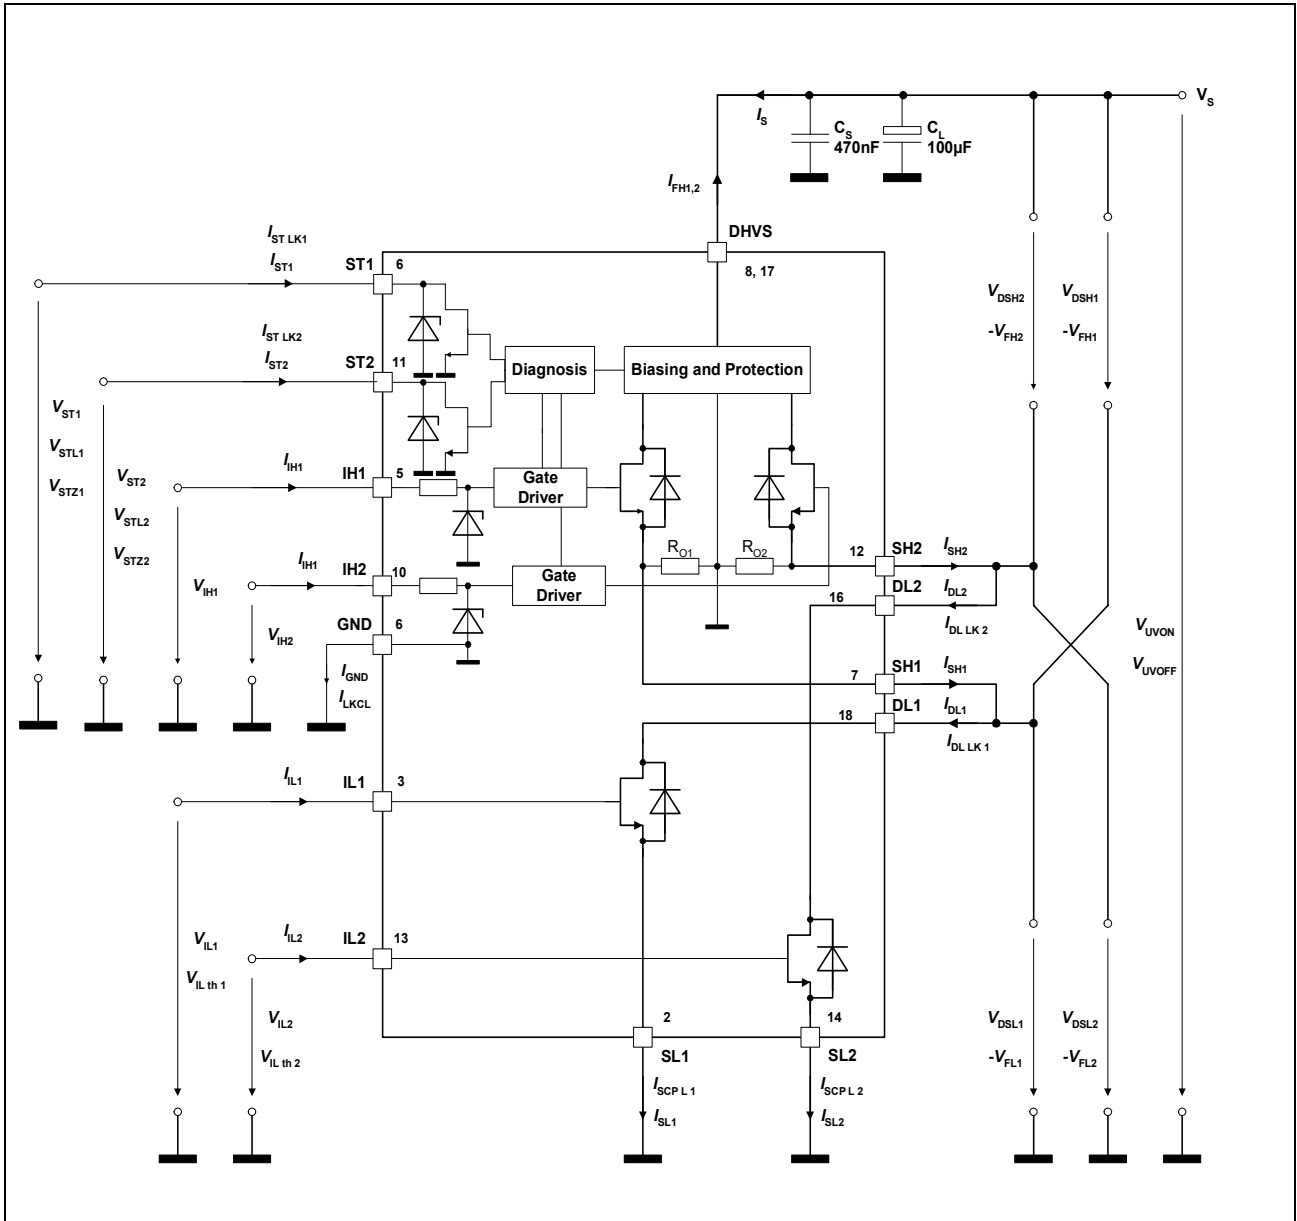 V_S
I_S
C_S
470nF
C_L
100µF
I_FH1,2
DHVS
8, 17
I_ST LK1
I_ST1
ST1
6
I_ST LK2
I_ST2
ST2
11
V_DSH2
-V_FH2
V_DSH1
-V_FH1
Diagnosis
Biasing and Protection
V_ST1
V_STL1
V_STZ1
V_ST2
V_STL2
V_STZ2
I_IH1
IH1
5
Gate
Driver
R_O1
R_O2
12
SH2
I_SH2
I_IH1
IH2
10
Gate
Driver
V_IH1
V_IH2
16
DL2
I_DL2
I_DL LK 2
GND
6
I_GND
I_LKCL
V_UVON
V_UVOFF
7
SH1
I_SH1
18
DL1
I_DL1
I_DL LK 1
I_IL1
IL1
3
V_IL1
V_IL th 1
I_IL2
IL2
13
V_IL2
V_IL th 2
2
SL1
14
SL2
V_DSL1
-V_FL1
V_DSL2
-V_FL2
I_SCP L 1
I_SL1
I_SCP L 2
I_SL2